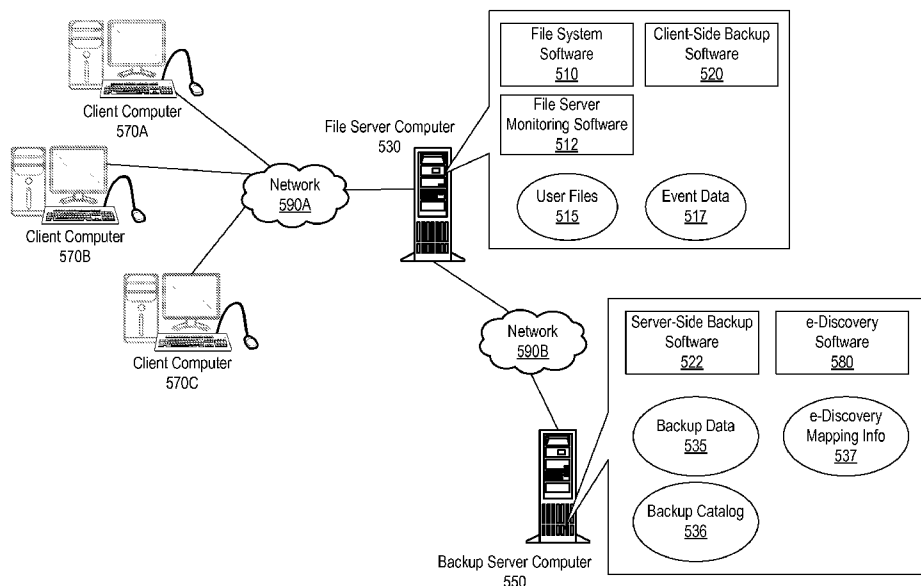 Client Computer
570A
Client Computer
570B
Client Computer
570C
Network
590A
File Server Computer
530
File System
Software
510
Client-Side Backup
Software
520
File Server
Monitoring Software
512
User Files
515
Event Data
517
Network
590B
Backup Server Computer
550
Server-Side Backup
Software
522
e-Discovery
Software
580
Backup Data
535
e-Discovery
Mapping Info
537
Backup Catalog
536